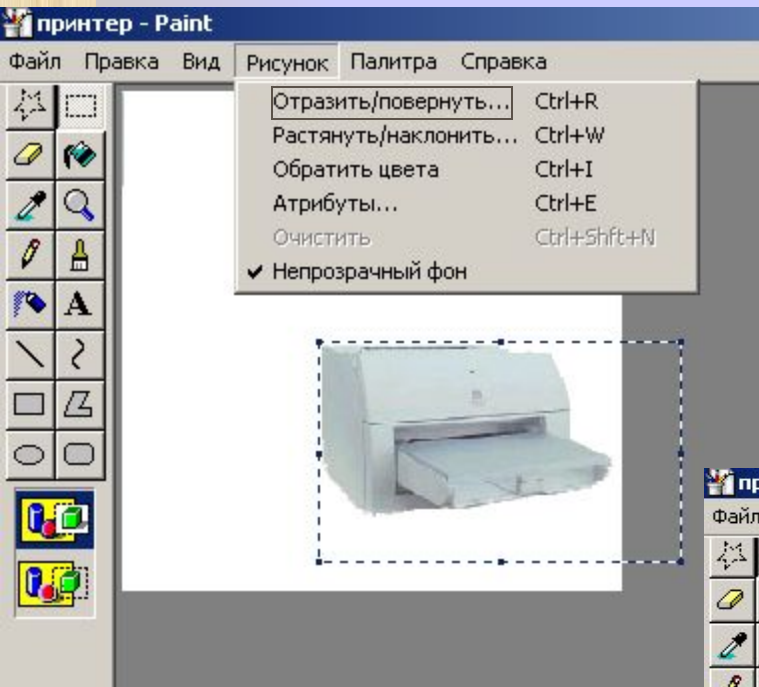 принтер - Paint
Файл Правка Вид Рисунок Палитра Справка
Отразить/повернуть... Ctrl+R
Растянуть/наклонить... Ctrl+W
Обратить цвета Ctrl+I
Атрибуты... Ctrl+E
Очистить Ctrl+Shft+N
✔ Непрозрачный фон
A